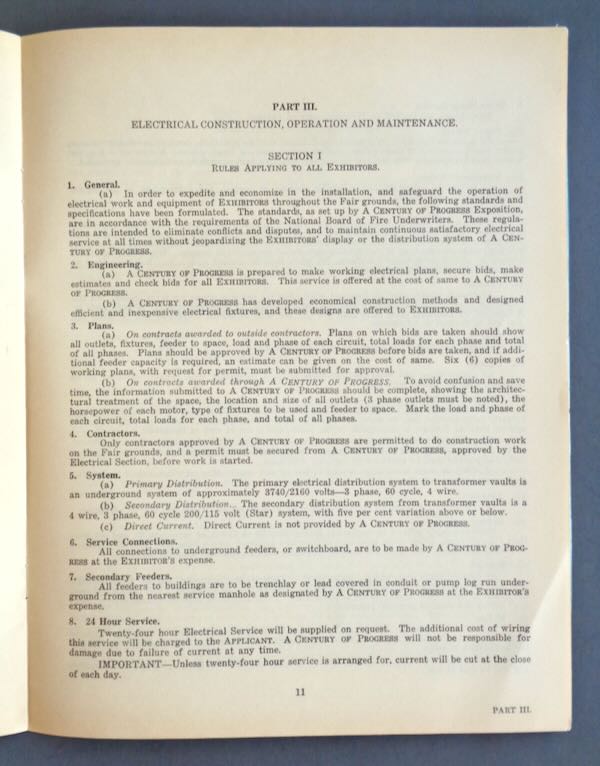 PART III.
ELECTRICAL CONSTRUCTION, OPERATION AND MAINTENANCE.
SECTION I
RULES APPLYING TO ALL EXHIBITORS.
1. General.
(a) In order to expedite and economize in the installation, and safeguard the operation of
electrical work and equipment of EXHIBITORS throughout the Fair grounds, the following standards and
specifications have been formulated. The standards, as set up by A CENTURY OF PROGRESS Exposition,
are in accordance with the requirements of the National Board of Fire Underwriters. These regula-
tions are intended to eliminate conflicts and disputes, and to maintain continuous satisfactory electrical
service at all times without jeopardising the EXHIBITORS' display or the distribution system of A CEN-
TURY OF PROGRESS.
2. Engineering.
(a) A CENTURY OF PROGRESS is prepared to make working electrical plans, secure bids, make
estimates and check bids for all EXHIBITORS. This service is offered at the cost of same to A CENTURY
OF PROGRESS.
(b) A CENTURY OF PROGRESS has developed economical construction methods and designed
efficient and inexpensive electrical fixtures, and these designs are offered to EXHIBITORS.
3. Plans.
(a) On contracts awarded to outside contractors. Plans on which bids are taken should show
all outlets, fixtures, feeder to space, load and phase of each circuit, total loads for each phase and total
of all phases. Plans should be approved by A CENTURY OF PROGRESS before bids are taken, and if addi-
tional feeder capacity is required, an estimate can be given on the cost of same. Six (6) copies of
working plans, with request for permit, must be submitted for approval.
(b) On contracts awarded through A CENTURY OF PROGRESS. To avoid confusion and save
time, the information submitted to A CENTURY OF PROGRESS should be complete, showing the architec-
tural treatment of the space, the location and size of all outlets (3 phase outlets must be noted), the
horsepower of each motor, type of fixtures to be used and feeder to space. Mark the load and phase of
each circuit, total loads for each phase, and total of all phases.
4. Contractors.
Only contractors approved by A CENTURY OF PROGRESS are permitted to do construction work
on the Fair grounds, and a permit must be secured from A CENTURY OF PROGRESS, approved by the
Electrical Section, before work is started.
5. System.
(a) Primary Distribution. The primary electrical distribution system to transformer vaults is
an underground system of approximately 3740/2160 volts—3 phase, 60 cycle, 4 wire.
(b) Secondary Distribution... The secondary distribution system from transformer vaults is a
4 wire, 3 phase, 60 cycle 200/115 volt (Star) system, with five per cent variation above or below.
(c) Direct Current. Direct Current is not provided by A CENTURY OF PROGRESS.
6. Service Connections.
All connections to underground feeders, or switchboard, are to be made by A CENTURY OF PROG-
RESS at the EXHIBITOR'S expense.
7. Secondary Feeders.
All feeders to buildings are to be trenchlay or lead covered in conduit or pump log run under-
ground from the nearest service manhole as designated by A CENTURY OF PROGRESS at the EXHIBITOR'S
expense.
8. 24 Hour Service.
Twenty-four hour Electrical Service will be supplied on request. The additional cost of wiring
this service will be charged to the APPLICANT. A CENTURY OF PROGRESS will not be responsible for
damage due to failure of current at any time.
IMPORTANT—Unless twenty-four hour service is arranged for, current will be cut at the close
of each day.
11
PART III.